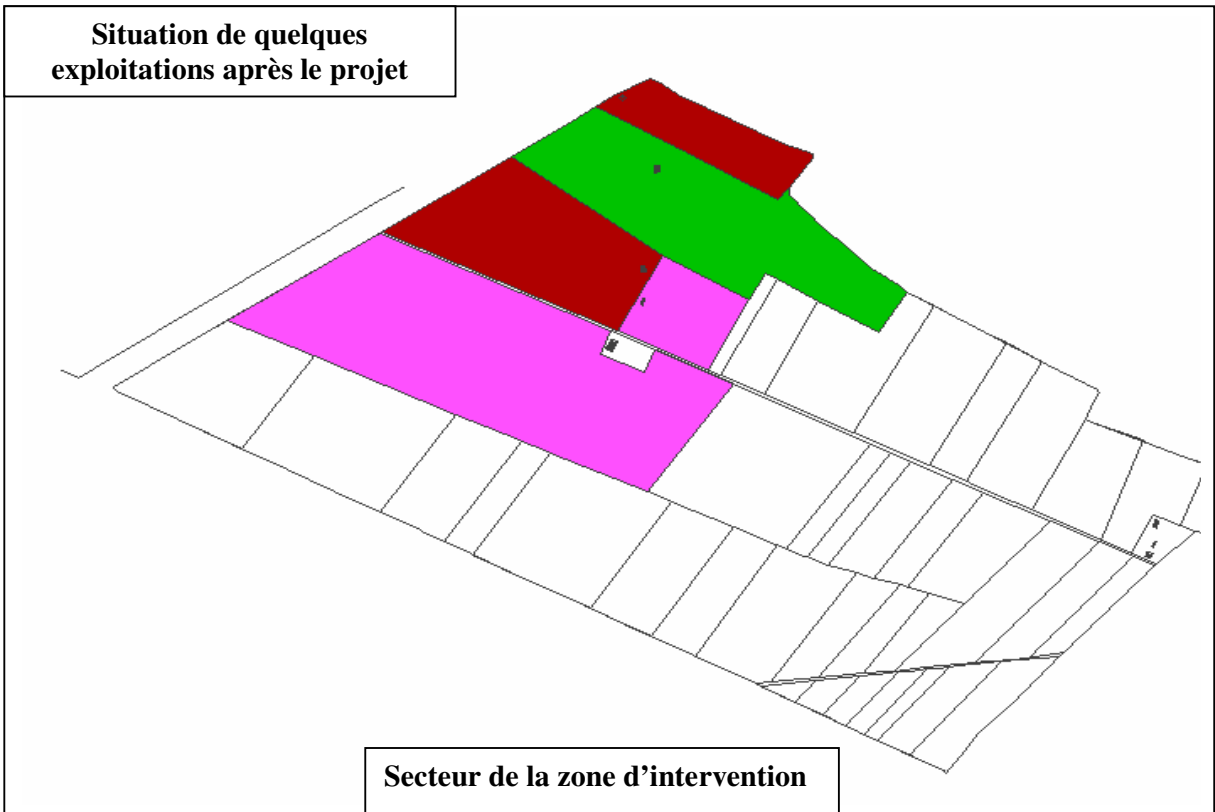 Situation de quelques
exploitations après le projet
Secteur de la zone d'intervention